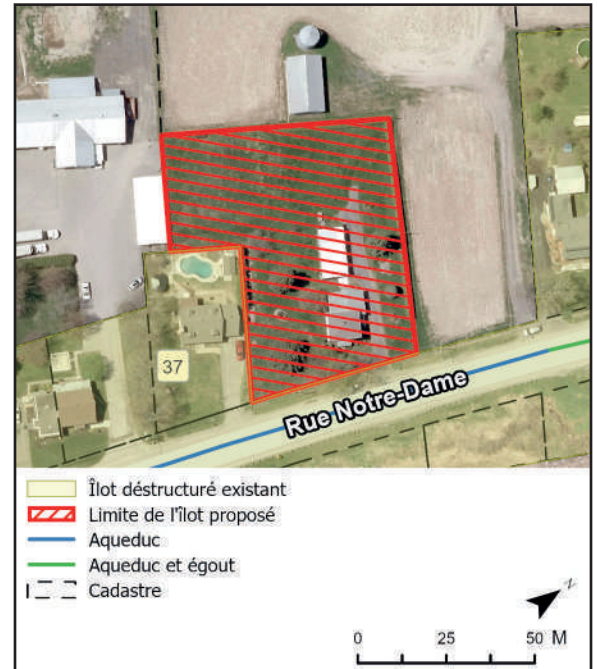 37
Rue Notre-Dame
Îlot déstructuré existant
Limite de l'îlot proposé
Aqueduc
Aqueduc et égout
Cadastre
N
0 25 50 M